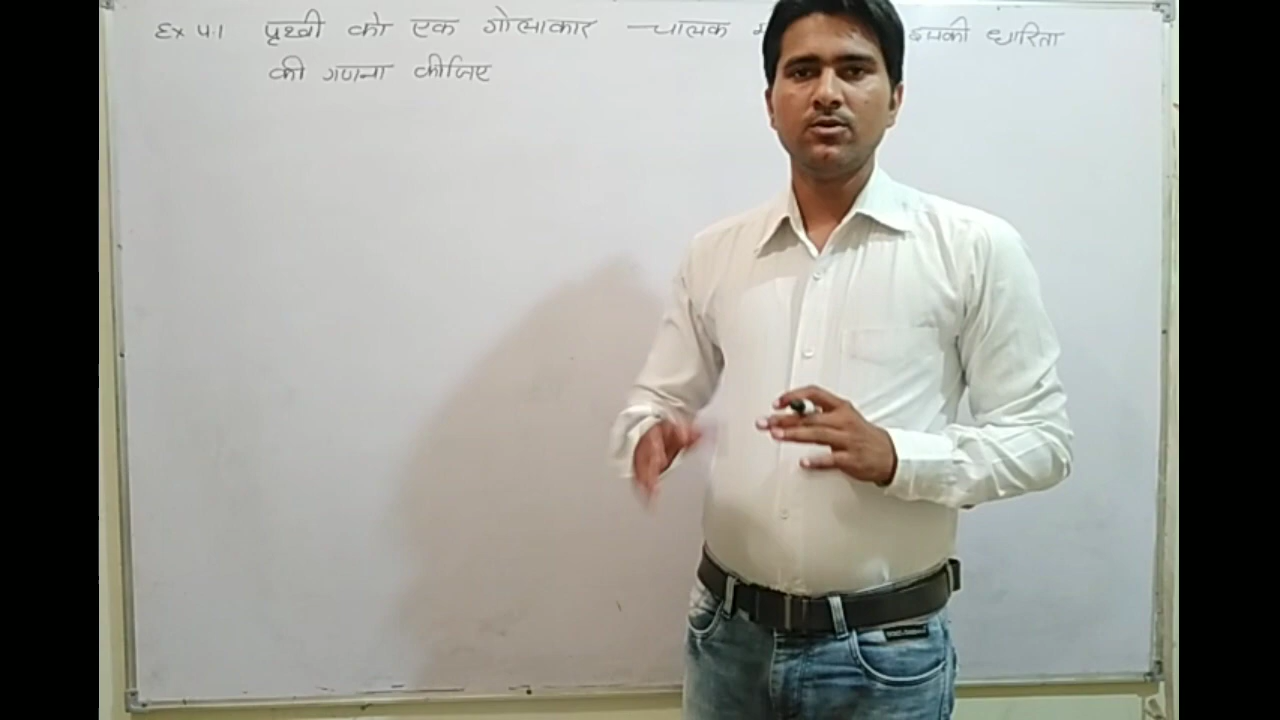 Ex 4.1 पृथ्वी को एक गोलाकार चालक इसकी धारिता
की गणना कीजिए